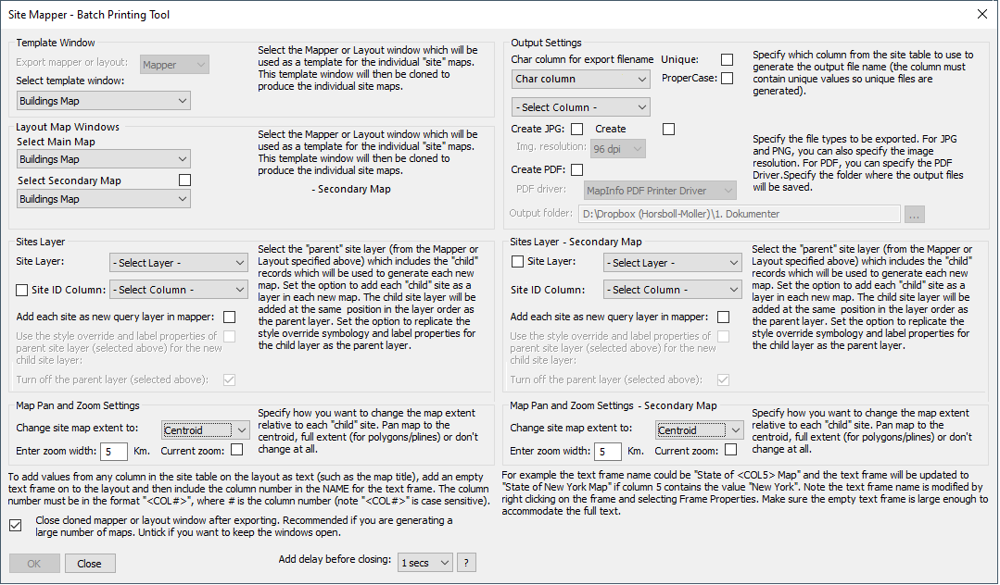 Site Mapper - Batch Printing Tool
Template Window
Export mapper or layout: Mapper
Select template window:
Buildings Map
Select the Mapper or Layout window which will be
used as a template for the individual "site" maps.
This template window will then be cloned to
produce the individual site maps.
Layout Map Windows
Select Main Map
Buildings Map
Select Secondary Map
Buildings Map
Select the Mapper or Layout window which will be
used as a template for the individual "site" maps.
This template window will then be cloned to
produce the individual site maps.
- Secondary Map
Output Settings
Char column for export filename Unique:
Char column ProperCase:
- Select Column -
Create JPG: Create
Img. resolution: 96 dpi
Create PDF:
PDF driver: MapInfo PDF Printer Driver
Output folder: D:\Dropbox (Horsboll-Moller)\1. Dokumenter ...
Specify which column from the site table to use to
generate the output file name (the column must
contain unique values so unique files are
generated).
Specify the file types to be exported. For JPG
and PNG, you can also specify the image
resolution. For PDF, you can specify the PDF
Driver.Specify the folder where the output files
will be saved.
Sites Layer
Site Layer: - Select Layer -
Site ID Column: - Select Column -
Add each site as new query layer in mapper:
Use the style override and label properties of
parent site layer (selected above) for the new
child site layer:
Turn off the parent layer (selected above):
Select the "parent" site layer (from the Mapper or
Layout specified above) which includes the "child"
records which will be used to generate each new
map. Set the option to add each "child" site as a
layer in each new map. The child site layer will be
added at the same position in the layer order as
the parent layer. Set the option to replicate the
style override symbology and label properties for
the child layer as the parent layer.
Sites Layer - Secondary Map
Site Layer: - Select Layer -
Site ID Column: - Select Column -
Add each site as new query layer in mapper:
Use the style override and label properties of
parent site layer (selected above) for the new
child site layer:
Turn off the parent layer (selected above):
Select the "parent" site layer (from the Mapper or
Layout specified above) which includes the "child"
records which will be used to generate each new
map. Set the option to add each "child" site as a
layer in each new map. The child site layer will be
added at the same position in the layer order as
the parent layer. Set the option to replicate the
style override symbology and label properties for
the child layer as the parent layer.
Map Pan and Zoom Settings
Change site map extent to: Centroid
Enter zoom width: 5 Km. Current zoom:
Specify how you want to change the map extent
relative to each "child" site. Pan map to the
centroid, full extent (for polygons/plines) or don't
change at all.
Map Pan and Zoom Settings - Secondary Map
Change site map extent to: Centroid
Enter zoom width: 5 Km. Current zoom:
Specify how you want to change the map extent
relative to each "child" site. Pan map to the
centroid, full extent (for polygons/plines) or don't
change at all.
To add values from any column in the site table on the layout as text (such as the map title), add an empty
text frame on to the layout and then include the column number in the NAME for the text frame. The column
number must be in the format "<COL#>", where # is the column number (note "<COL#>" is case sensitive).
For example the text frame name could be "State of <COL5> Map" and the text frame will be updated to
"State of New York Map" if column 5 contains the value "New York". Note the text frame name is modified by
right clicking on the frame and selecting Frame Properties. Make sure the empty text frame is large enough to
accommodate the full text.
Close cloned mapper or layout window after exporting. Recommended if you are generating a
large number of maps. Untick if you want to keep the windows open.
OK Close Add delay before closing: 1 secs ?